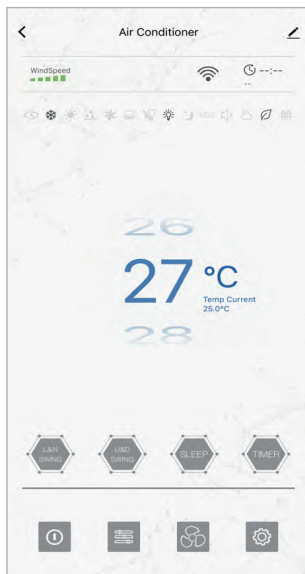 Air Conditioner
WindSpeed
--:--
--
26
27 °C
Temp Current
25.0°C
28
L&N
SWING
U&D
SWING
SLEEP
TIMER